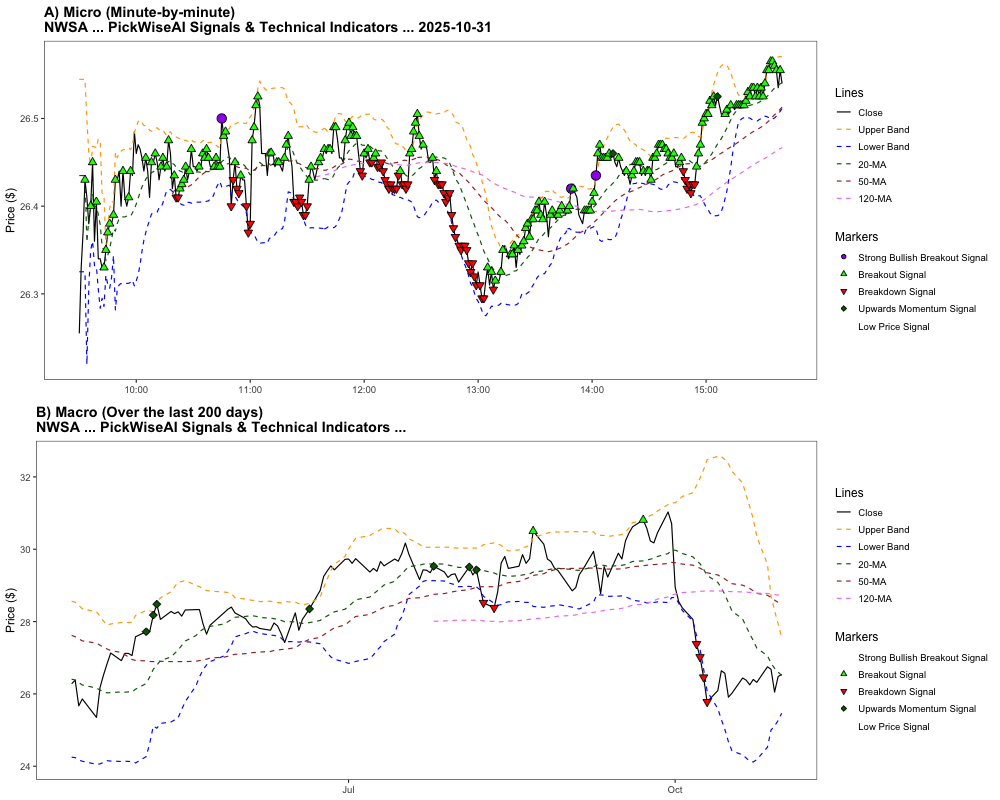 A) Micro (Minute-by-minute)
NWSA ... PickWiseAI Signals & Technical Indicators ... 2025-10-31
Price ($)
26.5
26.4
26.3
10:00
11:00
12:00
13:00
14:00
15:00
Lines
Close
Upper Band
Lower Band
20-MA
50-MA
120-MA
Markers
Strong Bullish Breakout Signal
Breakout Signal
Breakdown Signal
Upwards Momentum Signal
Low Price Signal
B) Macro (Over the last 200 days)
NWSA ... PickWiseAI Signals & Technical Indicators ...
Price ($)
32
30
28
26
24
Jul
Oct
Lines
Close
Upper Band
Lower Band
20-MA
50-MA
120-MA
Markers
Strong Bullish Breakout Signal
Breakout Signal
Breakdown Signal
Upwards Momentum Signal
Low Price Signal